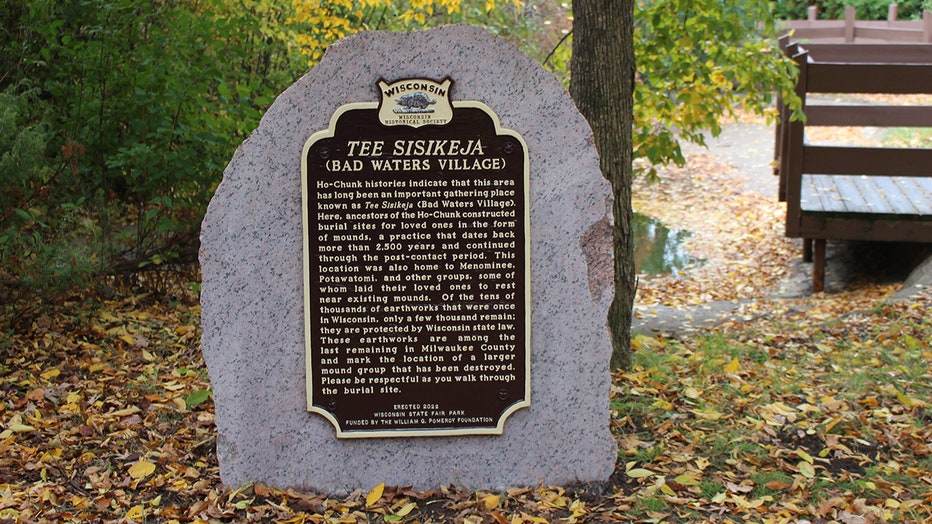 WISCONSIN
WISCONSIN
HISTORICAL SOCIETY
TEE SISIKEJA
(BAD WATERS VILLAGE)
Ho-Chunk histories indicate that this area
has long been an important gathering place
known as Tee Sisikeja (Bad Waters Village).
Here, ancestors of the Ho-Chunk constructed
burial sites for loved ones in the form
of mounds, a practice that dates back
more than 2,500 years and continued
through the post-contact period. This
location was also home to Menominee,
Potawatomi, and other groups, some of
whom laid their loved ones to rest
near existing mounds. Of the tens of
thousands of earthworks that were once
in Wisconsin, only a few thousand remain;
they are protected by Wisconsin state law.
These earthworks are among the
last remaining in Milwaukee County
and mark the location of a larger
mound group that has been destroyed.
Please be respectful as you walk through
the burial site.
ERECTED 2022
WISCONSIN STATE FAIR PARK
FUNDED BY THE WILLIAM G. POMEROY FOUNDATION